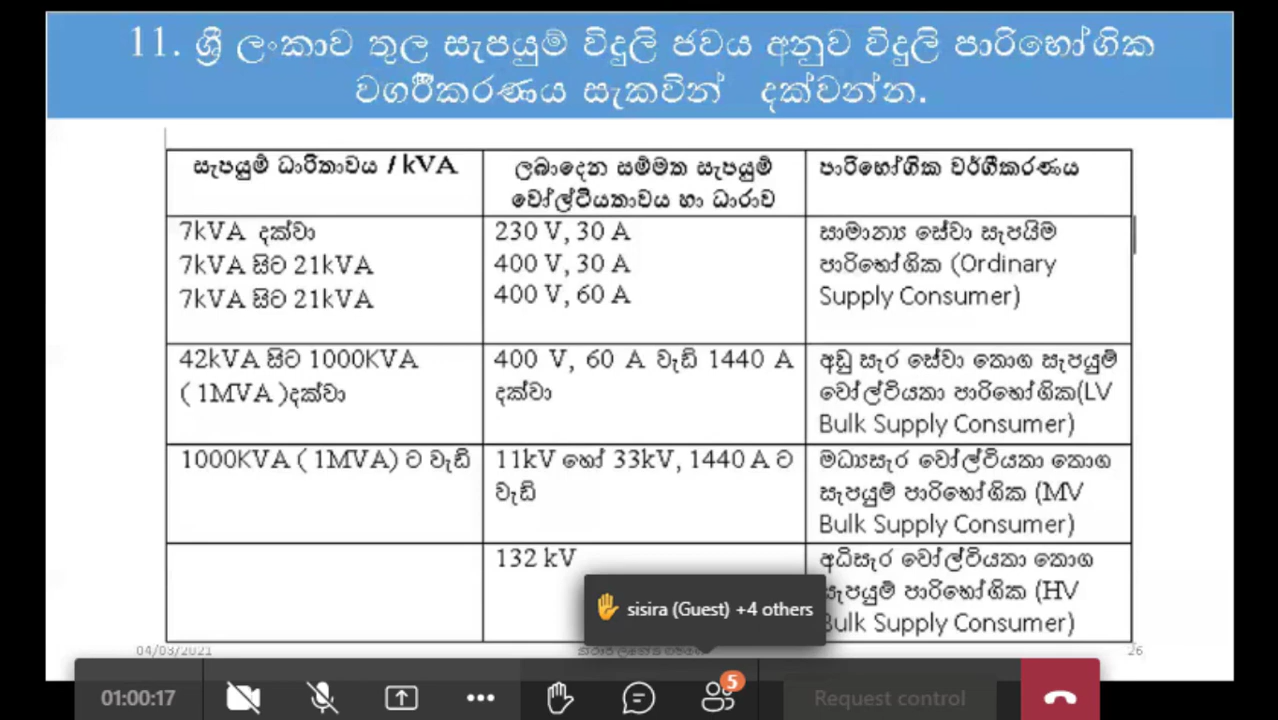 11. ශ්‍රී ලංකාව තුල සැපයුම් විදුලි ජවය අනුව විදුලි පාරිභෝගික
වගර්රීකරණය සැකවින් දක්වන්න.
සැපයුම් ධාරිතාවය / kVA
ලබාදෙන සම්මත සැපයුම්
වෝල්ටියතාවය හා ධාරාව
පාරිභෝගික වර්ගීකරණය
7kVA දක්වා
7kVA සිට 21kVA
7kVA සිට 21kVA
230 V, 30 A
400 V, 30 A
400 V, 60 A
සාමාන්‍ය සේවා සැපයිම
පාරිභෝගික (Ordinary
Supply Consumer)
42kVA සිට 1000KVA
( 1MVA )දක්වා
400 V, 60 A වැඩි 1440 A
දක්වා
අඩු සැර සේවා තොග සැපයුම්
වෝල්ටියතා පාරිභෝගික(LV
Bulk Supply Consumer)
1000KVA ( 1MVA) ට වැඩි
11kV හෝ 33kV, 1440 A ට
වැඩි
මධ්‍යසැර වෝල්ටියතා තොග
සැපයුම් පාරිභෝගික (MV
Bulk Supply Consumer)
132 kV
අධිසැර වෝල්ටියතා තොග
සැපයුම් පාරිභෝගික (HV
Bulk Supply Consumer)
sisira (Guest) +4 others
04/03/2021
26
01:00:17
5
Request control